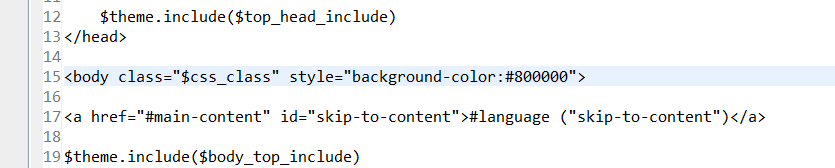 12 $theme.include($top_head_include)
13 </head>
14
15 <body class="$css_class" style="background-color:#800000">
16
17 <a href="#main-content" id="skip-to-content">#language ("skip-to-content")</a>
18
19 $theme.include($body_top_include)